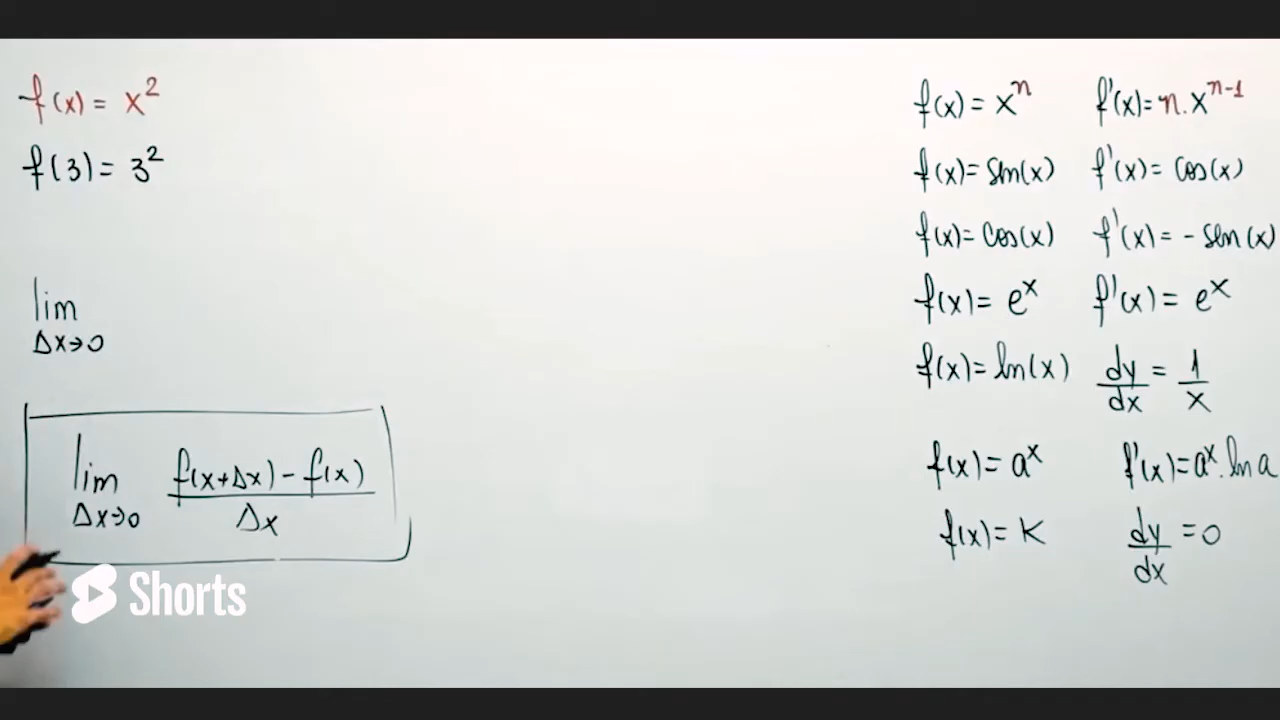 f(x) = x²
f(3) = 3²
lim
Δx→0
lim f(x+Δx) - f(x)
Δx→0 Δx
f(x) = xⁿ f'(x) = n.xⁿ⁻¹
f(x) = sen(x) f'(x) = cos(x)
f(x) = cos(x) f'(x) = - sen(x)
f(x) = eˣ f'(x) = eˣ
f(x) = ln(x) dy/dx = 1/x
f(x) = aˣ f'(x) = aˣ.ln a
f(x) = K dy/dx = 0
Shorts